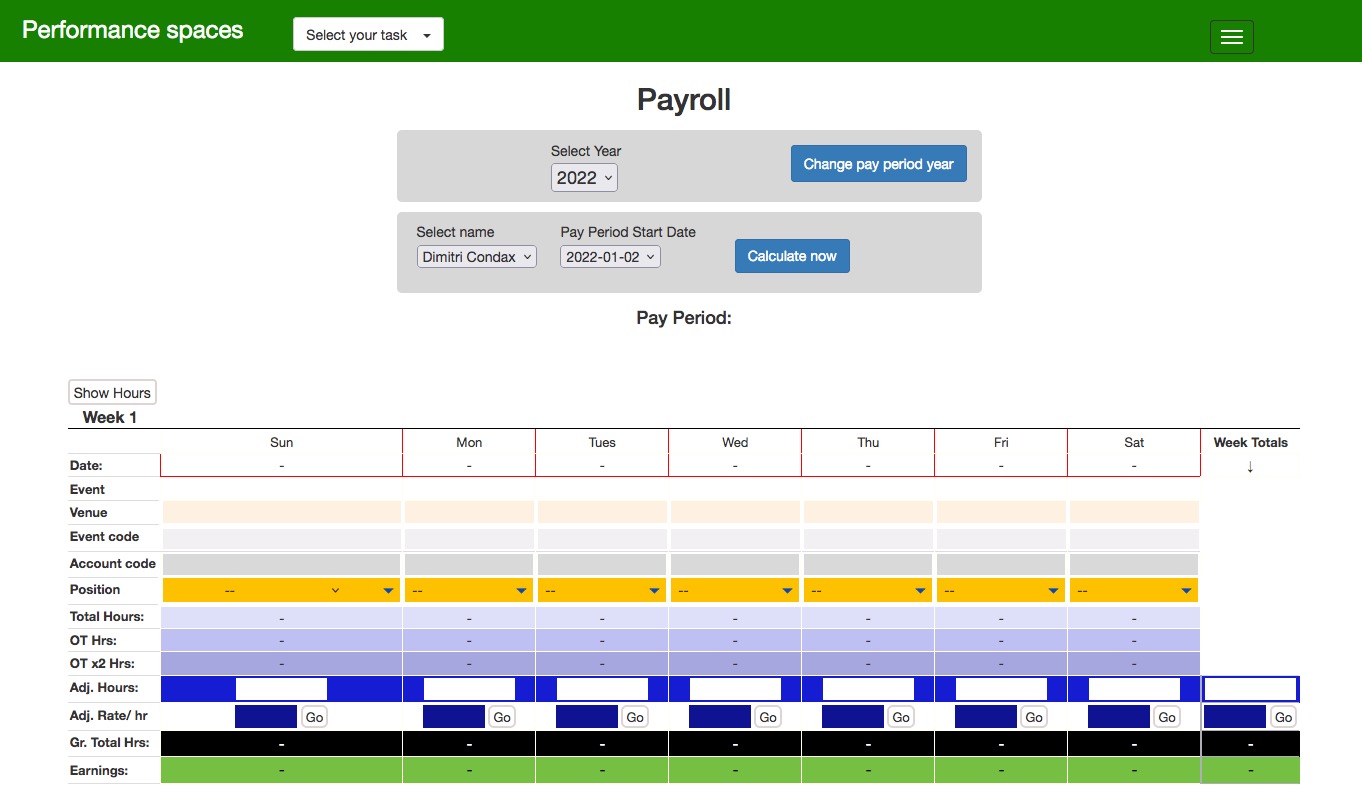 Performance spaces Select your task
Payroll
Select Year
2022 Change pay period year
Select name Pay Period Start Date
Dimitri Condax 2022-01-02 Calculate now
Pay Period:
Show Hours
Week 1
Sun Mon Tues Wed Thu Fri Sat Week Totals
Date: - - - - - - - ↓
Event
Venue
Event code
Account code
Position -- -- -- -- -- -- --
Total Hours: - - - - - - -
OT Hrs: - - - - - - -
OT x2 Hrs: - - - - - - -
Adj. Hours:
Adj. Rate/ hr Go Go Go Go Go Go Go Go
Gr. Total Hrs: - - - - - - - -
Earnings: - - - - - - - -